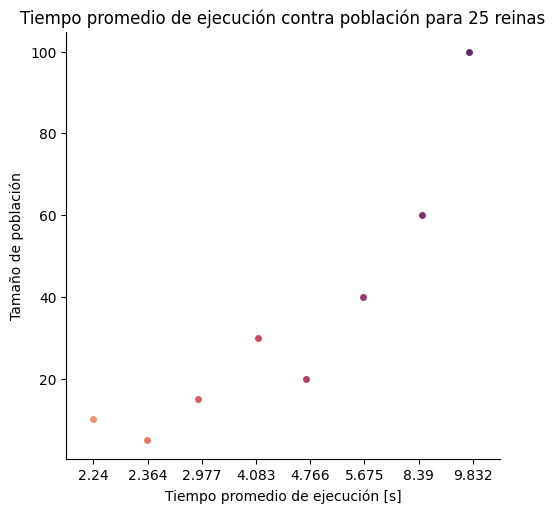 Tiempo promedio de ejecución contra población para 25 reinas
100
80
60
40
20
Tamaño de población
2.24 2.364 2.977 4.083 4.766 5.675 8.39 9.832
Tiempo promedio de ejecución [s]